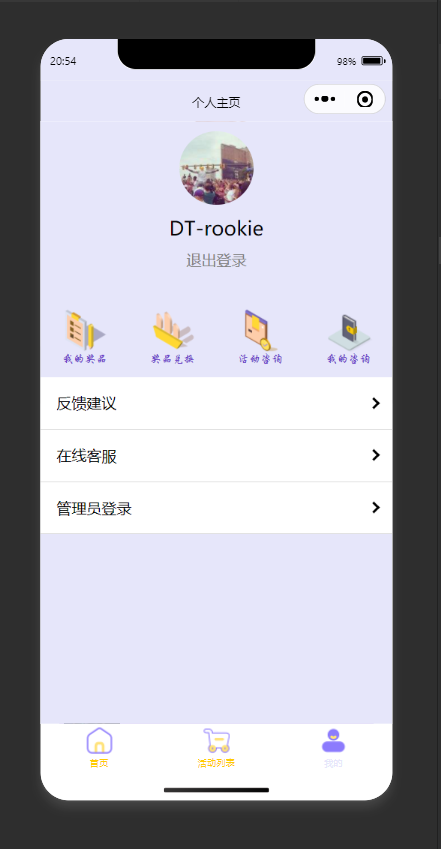 20:54 98%
个人主页
DT-rookie
退出登录
我的奖品 奖品兑换 活动咨询 我的咨询
反馈建议
在线客服
管理员登录
首页 活动列表 我的